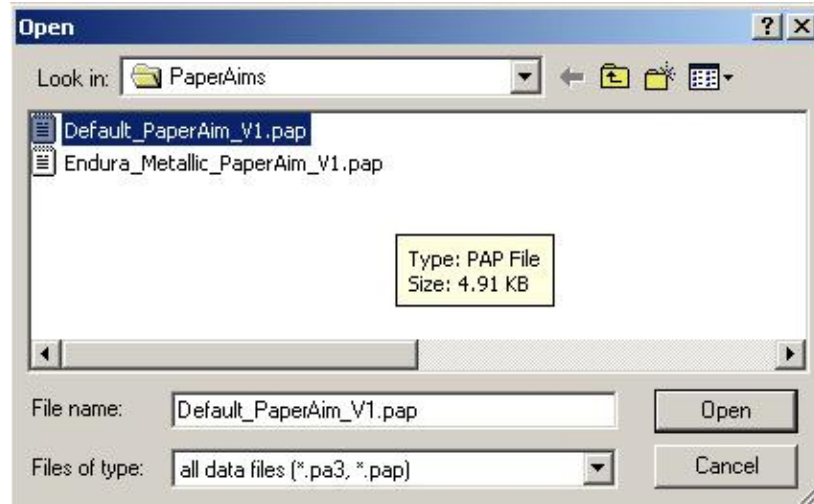 Open
Look in: PaperAims
Default_PaperAim_V1.pap
Endura_Metallic_PaperAim_V1.pap
Type: PAP File
Size: 4.91 KB
File name: Default_PaperAim_V1.pap Open
Files of type: all data files (*.pa3, *.pap) Cancel